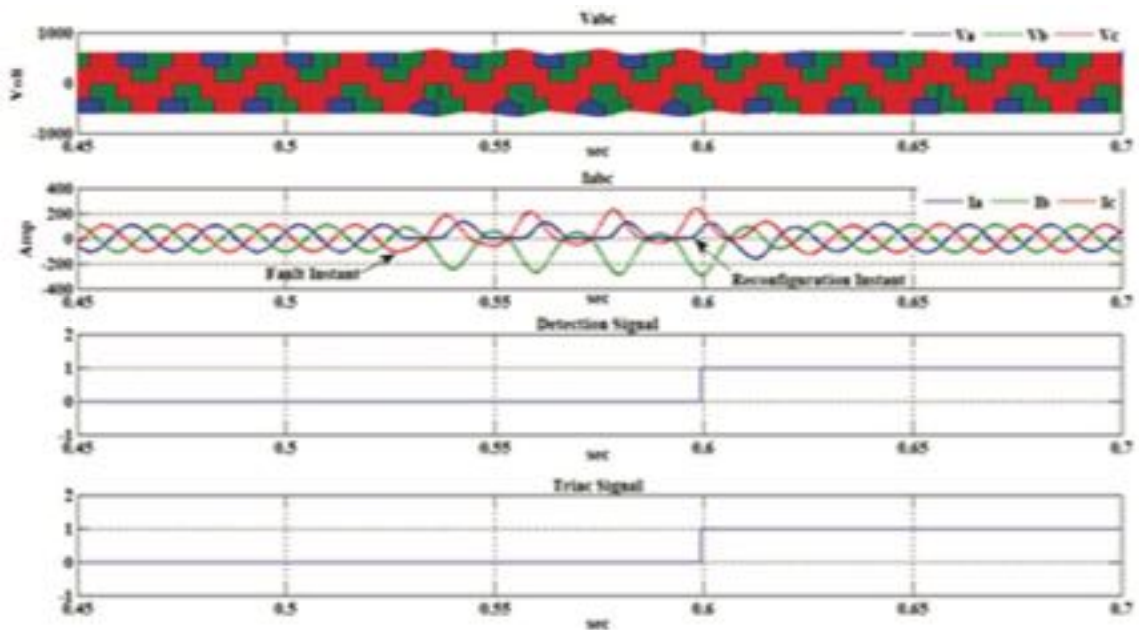 Vabc
Va Vb Vc
1000
0
-1000
Volt
0.45 0.5 0.55 0.6 0.65 0.7
sec
Iabc
Ia Ib Ic
400
200
0
-200
-400
Amp
Fault Instant
Reconfiguration Instant
0.45 0.5 0.55 0.6 0.65 0.7
sec
Detection Signal
2
1
0
-1
0.45 0.5 0.55 0.6 0.65 0.7
sec
Triac Signal
2
1
0
-1
0.45 0.5 0.55 0.6 0.65 0.7
sec